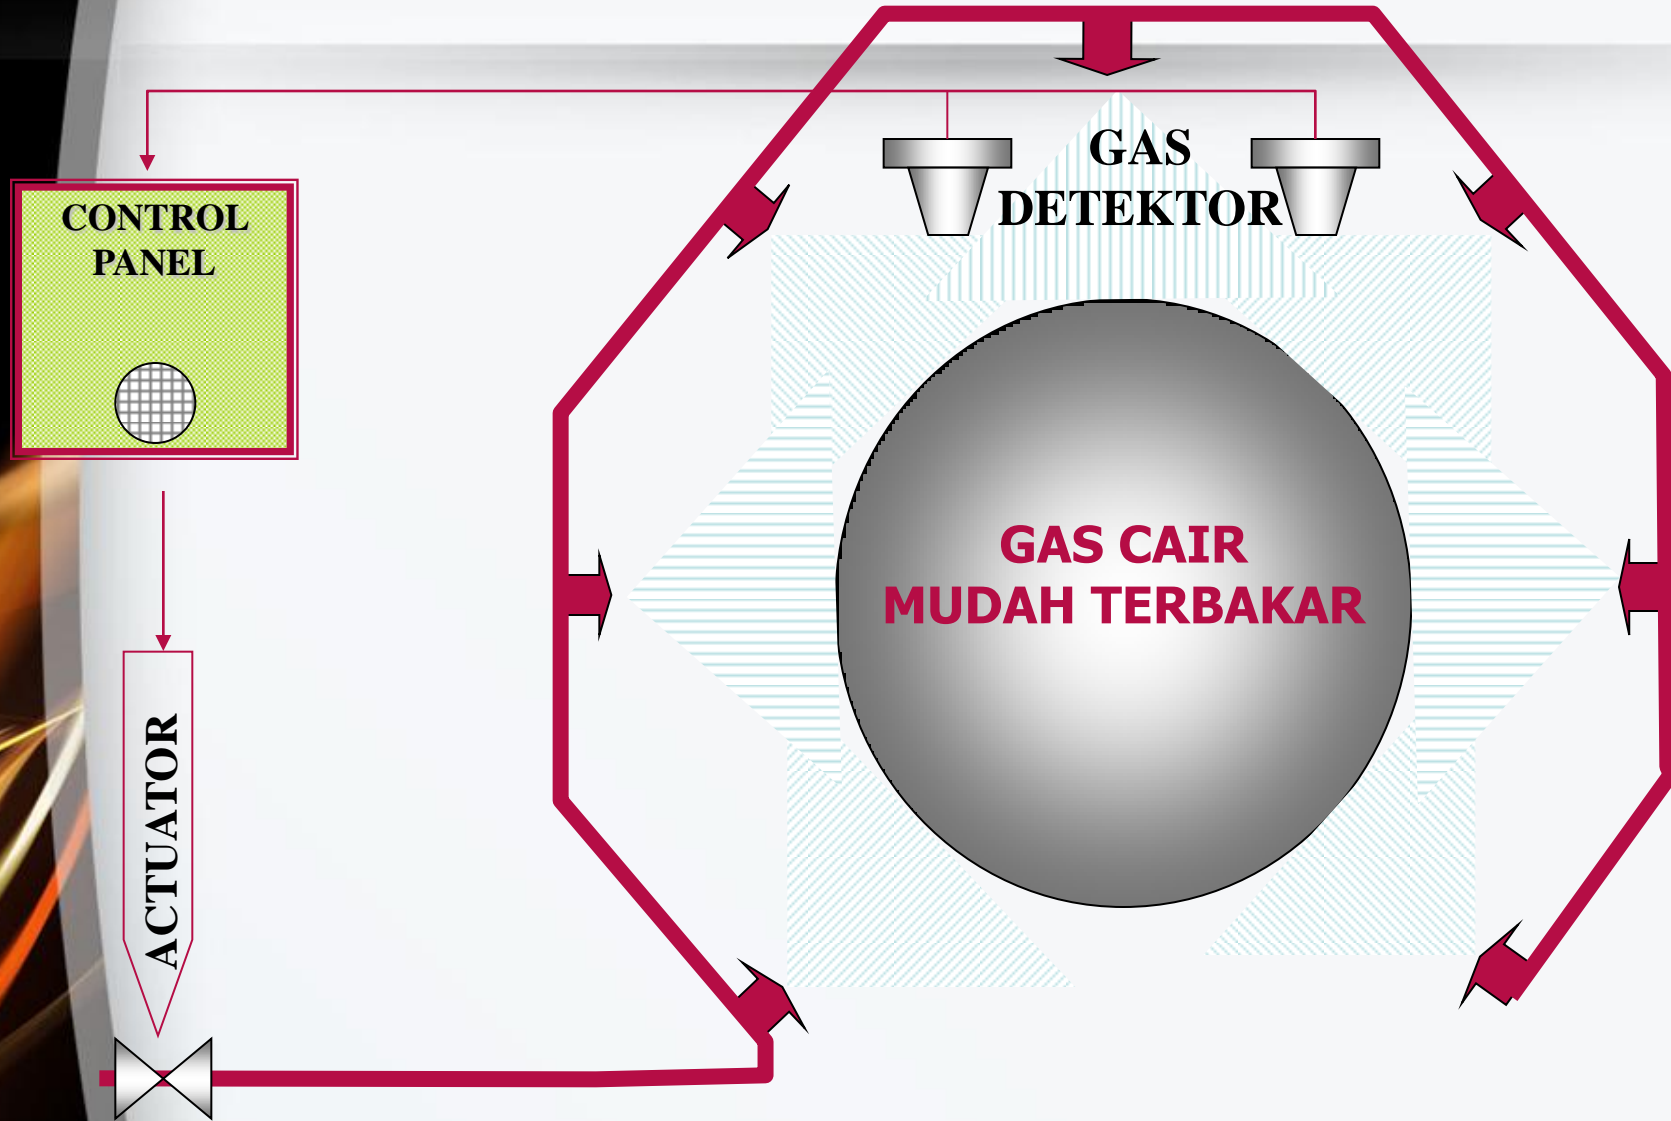 GAS
DETEKTOR
CONTROL
PANEL
GAS CAIR
MUDAH TERBAKAR
ACTUATOR